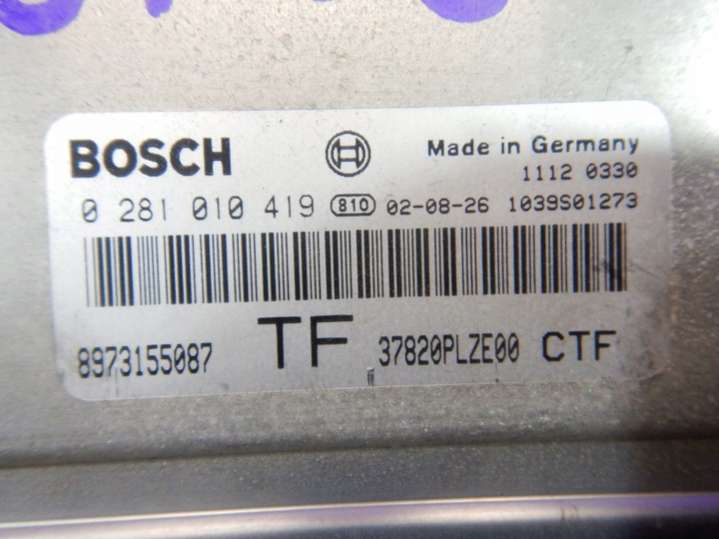 BOSCH Made in Germany
1112 0330
0 281 010 419 810 02-08-26 1039S01273
8973155087 TF 37820PLZE00 CTF